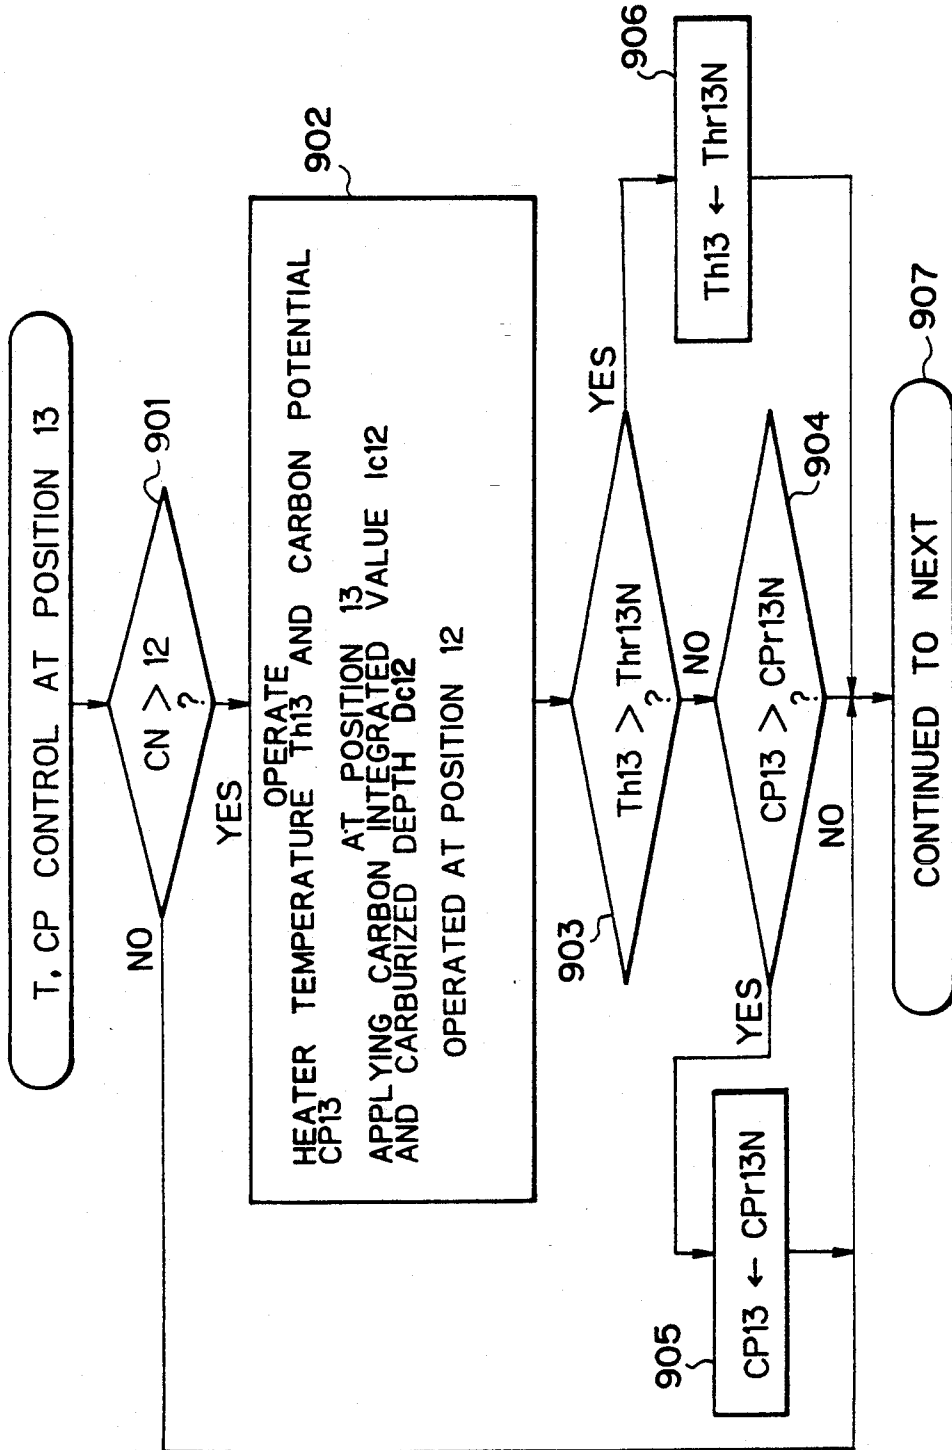 T, CP CONTROL AT POSITION 13
901
CN > 12
?
NO
YES
902
OPERATE
HEATER TEMPERATURE Th13 AND CARBON POTENTIAL
CP13
AT POSITION 13
APPLYING CARBON INTEGRATED VALUE Ic12
AND CARBURIZED DEPTH Dc12
OPERATED AT POSITION 12
903
Th13 > Thr13N
?
YES
NO
906
Th13 ← Thr13N
904
CP13 > CPr13N
?
YES
NO
905
CP13 ← CPr13N
907
CONTINUED TO NEXT